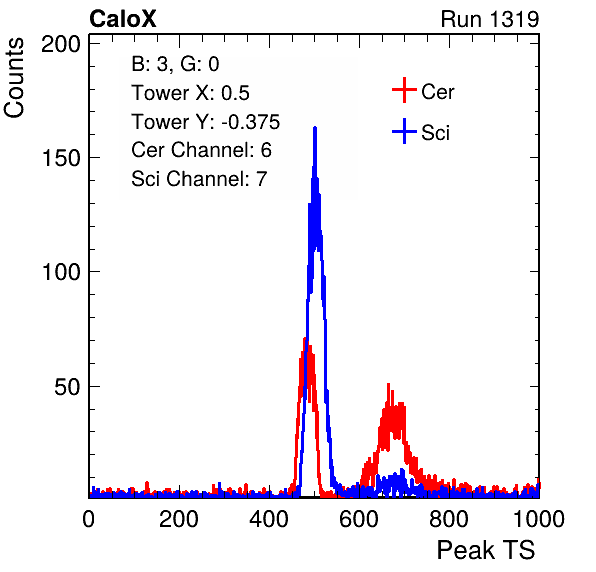 CaloX Run 1319
Counts
200
150
100
50
B: 3, G: 0
Tower X: 0.5
Tower Y: -0.375
Cer Channel: 6
Sci Channel: 7
Cer
Sci
0 200 400 600 800 1000
Peak TS